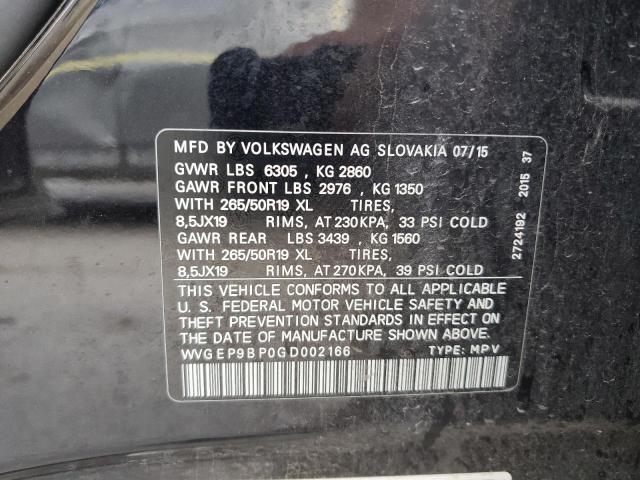 MFD BY VOLKSWAGEN AG SLOVAKIA 07/15
GVWR LBS 6305 , KG 2860
GAWR FRONT LBS 2976 , KG 1350
WITH 265/50R19 XL TIRES,
8,5JX19 RIMS, AT 230KPA, 33 PSI COLD
GAWR REAR LBS 3439 , KG 1560
WITH 265/50R19 XL TIRES,
8,5JX19 RIMS, AT 270KPA, 39 PSI COLD
THIS VEHICLE CONFORMS TO ALL APPLICABLE
U. S. FEDERAL MOTOR VEHICLE SAFETY AND
THEFT PREVENTION STANDARDS IN EFFECT ON
THE DATE OF MANUFACTURE SHOWN ABOVE.
WVGEP9BP0GD002166 TYPE: MPV
2724192 2015 37